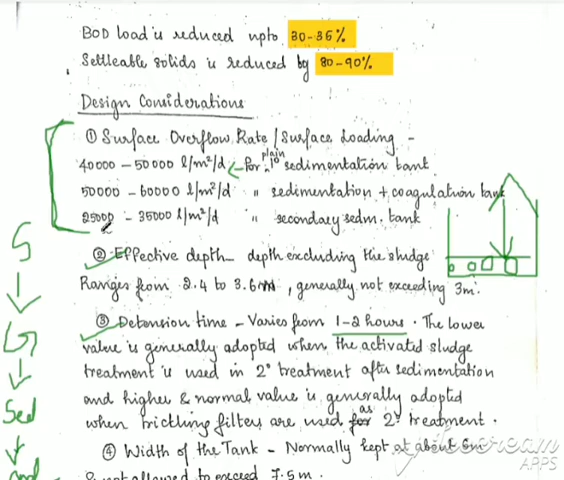 BOD load is reduced upto 30-35%
Settleable solids is reduced by 80-90%
Design Considerations
① Surface Overflow Rate / Surface Loading -
40000 - 50000 l/m²/d ← for plain 1° sedimentation tank
50000 - 60000 l/m²/d " sedimentation + coagulation tank
25000 - 35000 l/m²/d " secondary sedm. tank
② Effective depth - depth excluding the sludge
Ranges from 2.4 to 3.6m, generally not exceeding 3m.
③ Detension time - Varies from 1-2 hours. The lower
value is generally adopted when the activated sludge
treatment is used in 2° treatment after sedimentation
and higher & normal value is generally adopted
when trickling filters are used for as 2° treatment.
④ Width of the Tank - Normally kept at about 6m
& not allowed to exceed 7.5m.
S
G
Sed
APPS